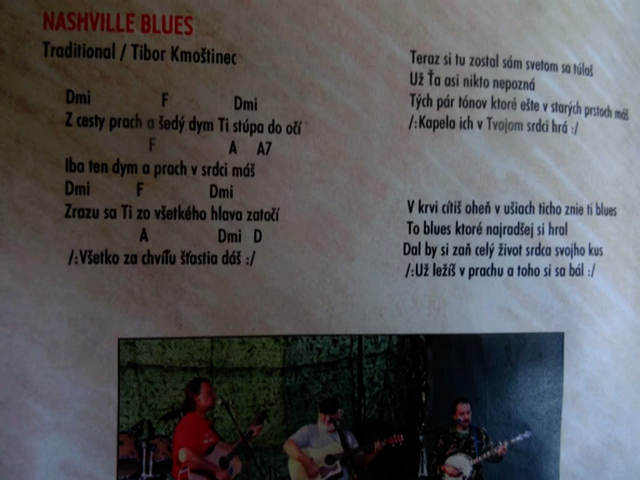 NASHVILLE BLUES
Traditional / Tibor Kmoštinec
Dmi F Dmi
Z cesty prach a šedý dym Ti stúpa do očí
F A A7
Iba ten dym a prach v srdci máš
Dmi F Dmi
Zrazu sa Ti zo všetkého hlava zatočí
A Dmi D
/:Všetko za chvíľu šťastia dáš :/
Teraz si tu zostal sám svetom sa túlaš
Už Ťa asi nikto nepozná
Tých pár tónov ktoré ešte v starých prstoch máš
/:Kapela ich v Tvojom srdci hrá :/
V krvi cítiš oheň v ušiach ticho znie ti blues
To blues ktoré najradšej si hral
Dal by si zaň celý život srdca svojho kus
/:Už ležíš v prachu a toho si sa bál :/